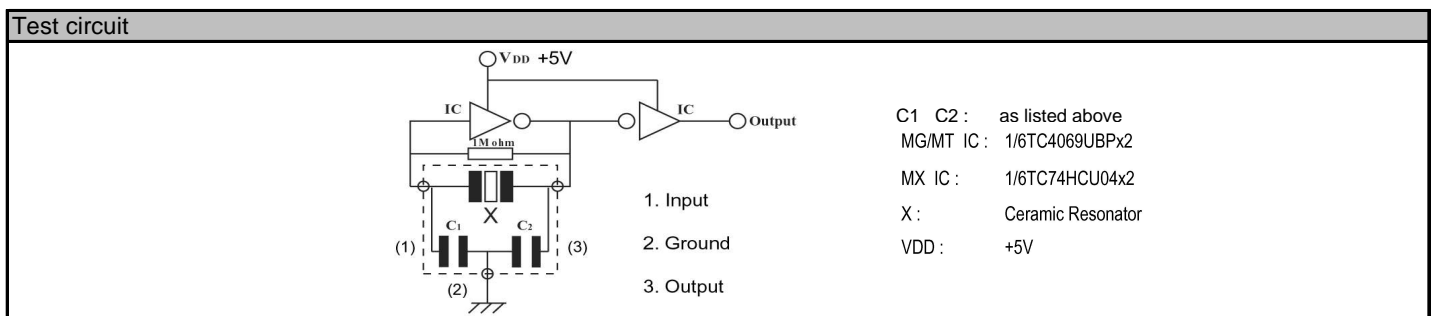 Test circuit
VDD +5V
IC
IC
Output
1M ohm
X
C1
C2
(1)
(3)
(2)
1. Input
2. Ground
3. Output
C1 C2 : as listed above
MG/MT IC : 1/6TC4069UBPx2
MX IC : 1/6TC74HCU04x2
X : Ceramic Resonator
VDD : +5V